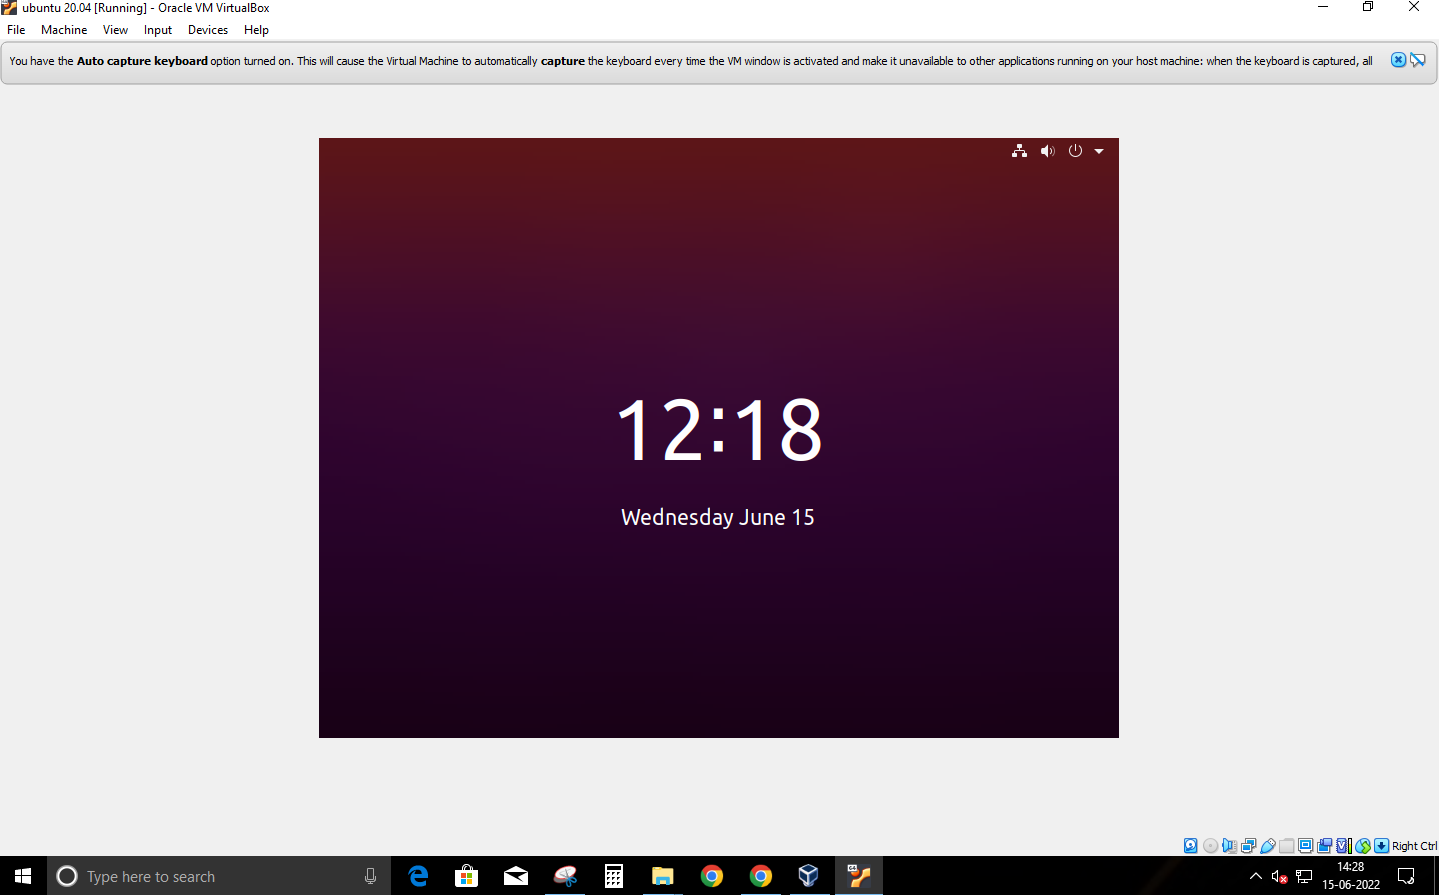 ubuntu 20.04 [Running] - Oracle VM VirtualBox
File Machine View Input Devices Help
You have the Auto capture keyboard option turned on. This will cause the Virtual Machine to automatically capture the keyboard every time the VM window is activated and make it unavailable to other applications running on your host machine: when the keyboard is captured, all
12:18
Wednesday June 15
Right Ctrl
Type here to search
14:28
15-06-2022